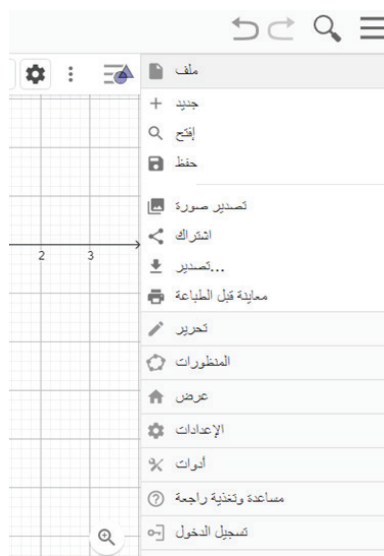 ملف
جديد
إفتح
حفظ
تصدير صورة
اشتراك
تصدير...
معاينة قبل الطباعة
تحرير
المنظورات
عرض
الإعدادات
أدوات
مساعدة وتغذية راجعة
تسجيل الدخول
2 3